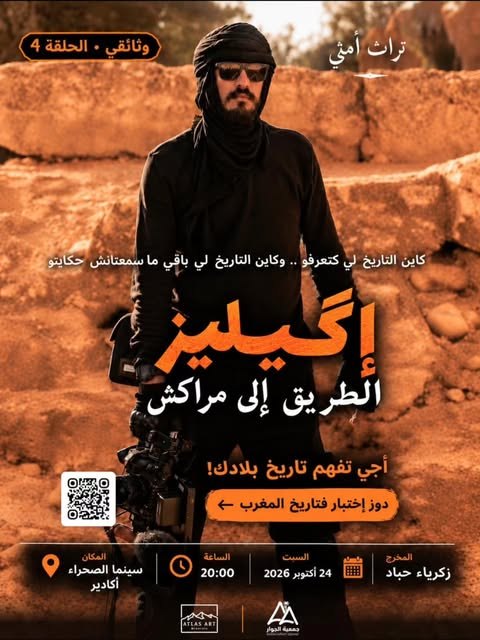 وثائقي • الحلقة 4
تراث أمني
كاين التاريخ لي كتعرفو .. وكاين التاريخ لي باقي ما سمعتانش حكايتو
إگيليز
الطريق إلى مراكش
أجي تفهم تاريخ بلادك!
دوز إختبار فتاريخ المغرب ←
المخرج
زكرياء حباد
السبت
24 أكتوبر 2026
الساعة
20:00
المكان
سينما الصحراء
أكادير
ATLAS ART
جمعية الجوار